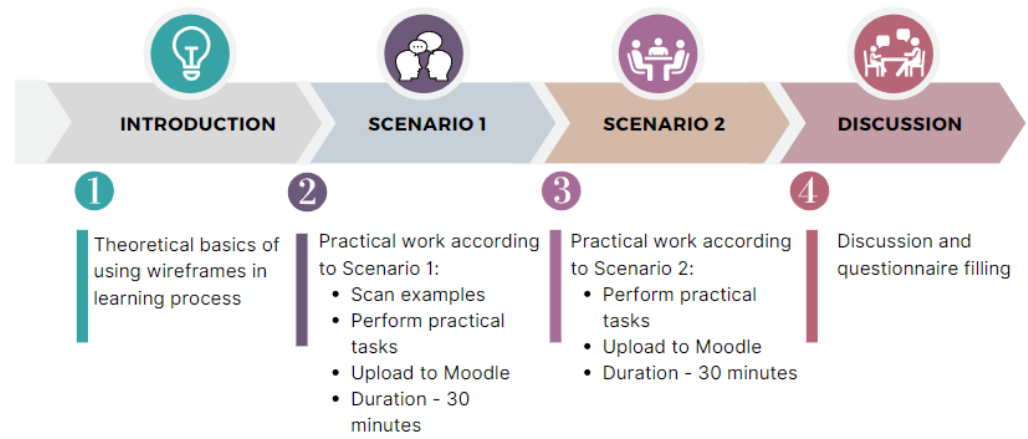 INTRODUCTION
SCENARIO 1
SCENARIO 2
DISCUSSION
1
Theoretical basics of
using wireframes in
learning process
2
Practical work according
to Scenario 1:
• Scan examples
• Perform practical
tasks
• Upload to Moodle
• Duration - 30
minutes
3
Practical work according
to Scenario 2:
• Perform practical
tasks
• Upload to Moodle
• Duration - 30 minutes
4
Discussion and
questionnaire filling